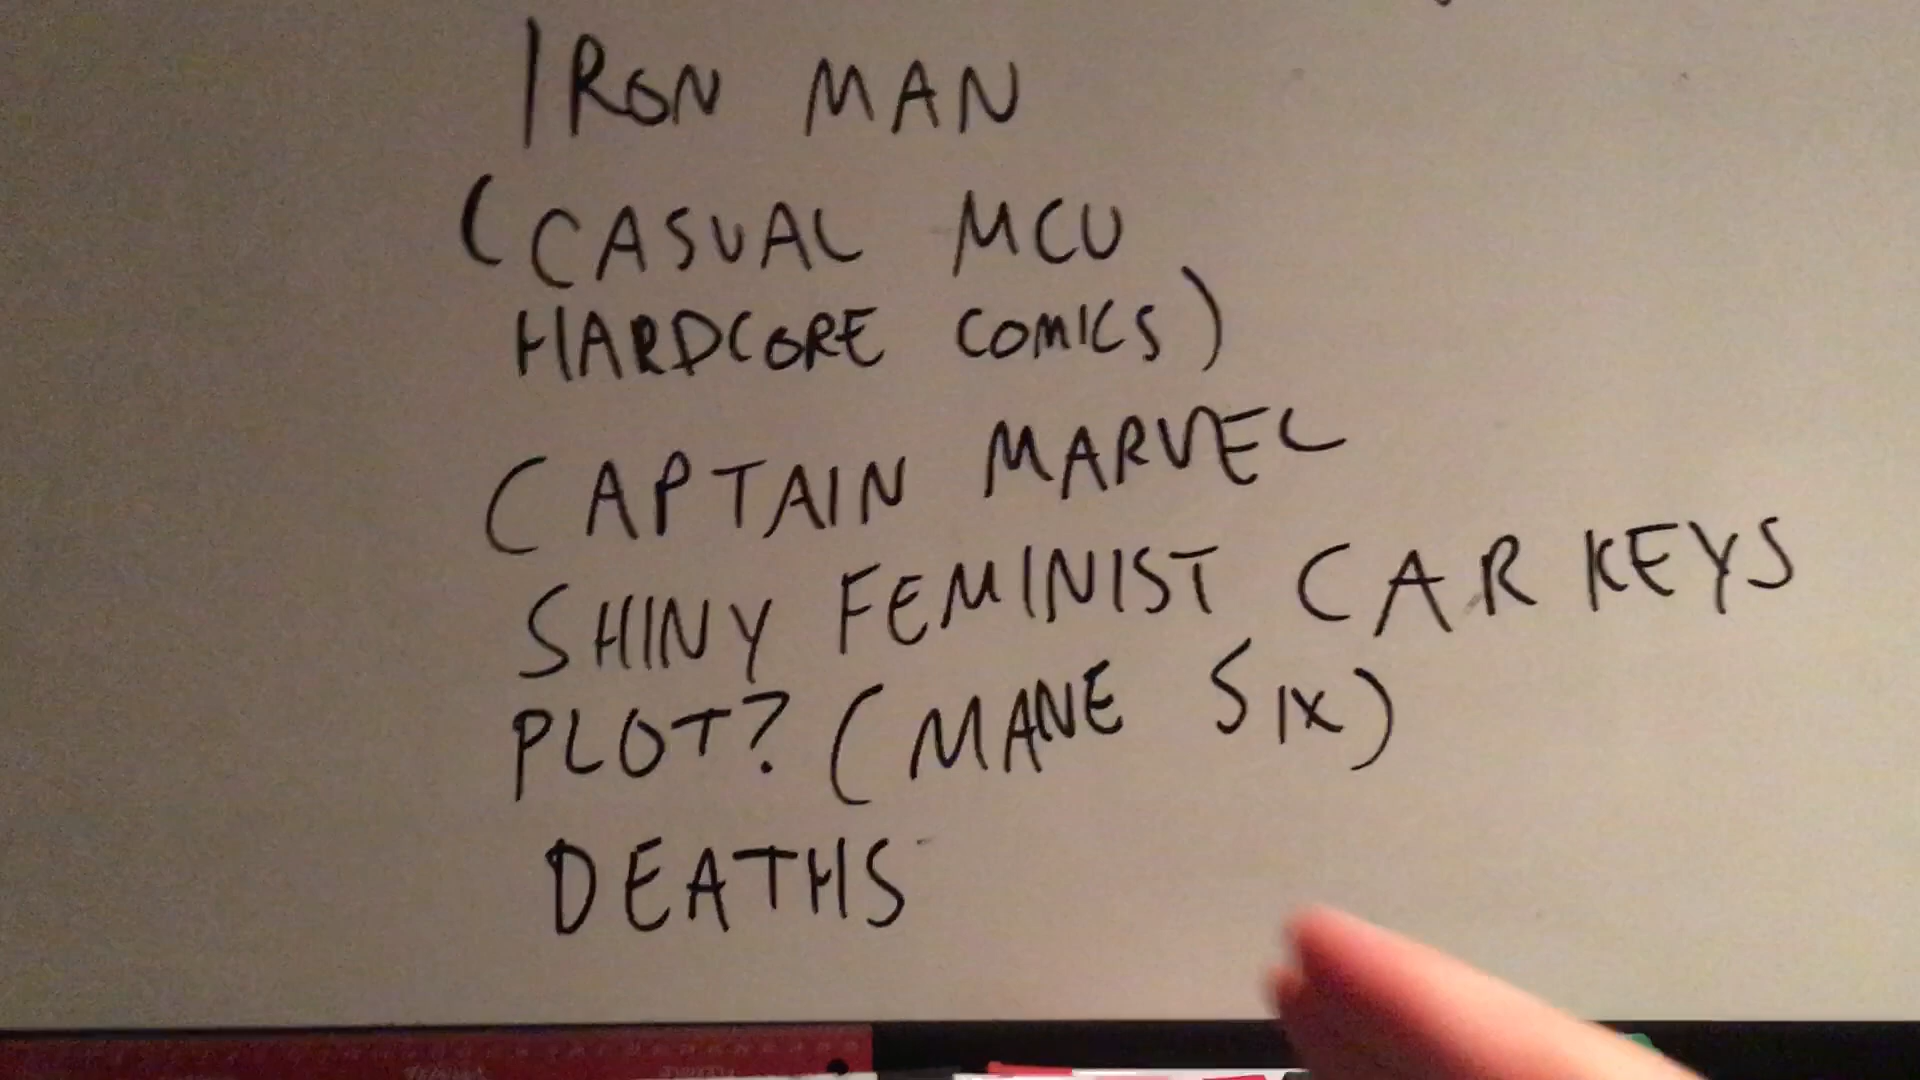 IRON MAN
(CASUAL MCU
HARDCORE COMICS)
CAPTAIN MARVEL
SHINY FEMINIST CAR KEYS
PLOT? (MANE SIX)
DEATHS